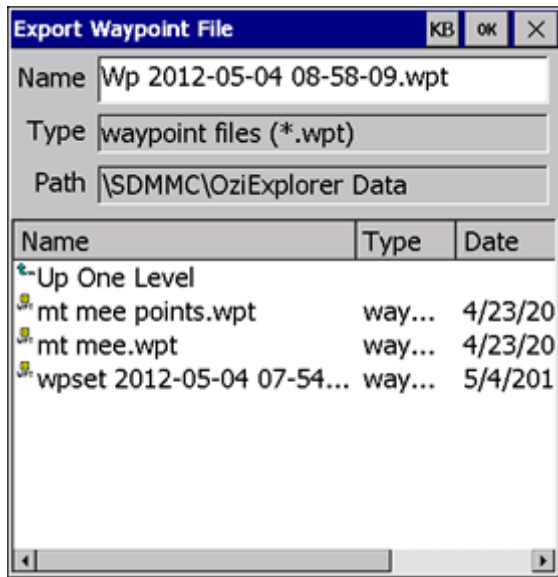 Export Waypoint File KB OK
Name Wp 2012-05-04 08-58-09.wpt
Type waypoint files (*.wpt)
Path \SDMMC\OziExplorer Data
Name Type Date
Up One Level
mt mee points.wpt way... 4/23/20
mt mee.wpt way... 4/23/20
wpset 2012-05-04 07-54... way... 5/4/201